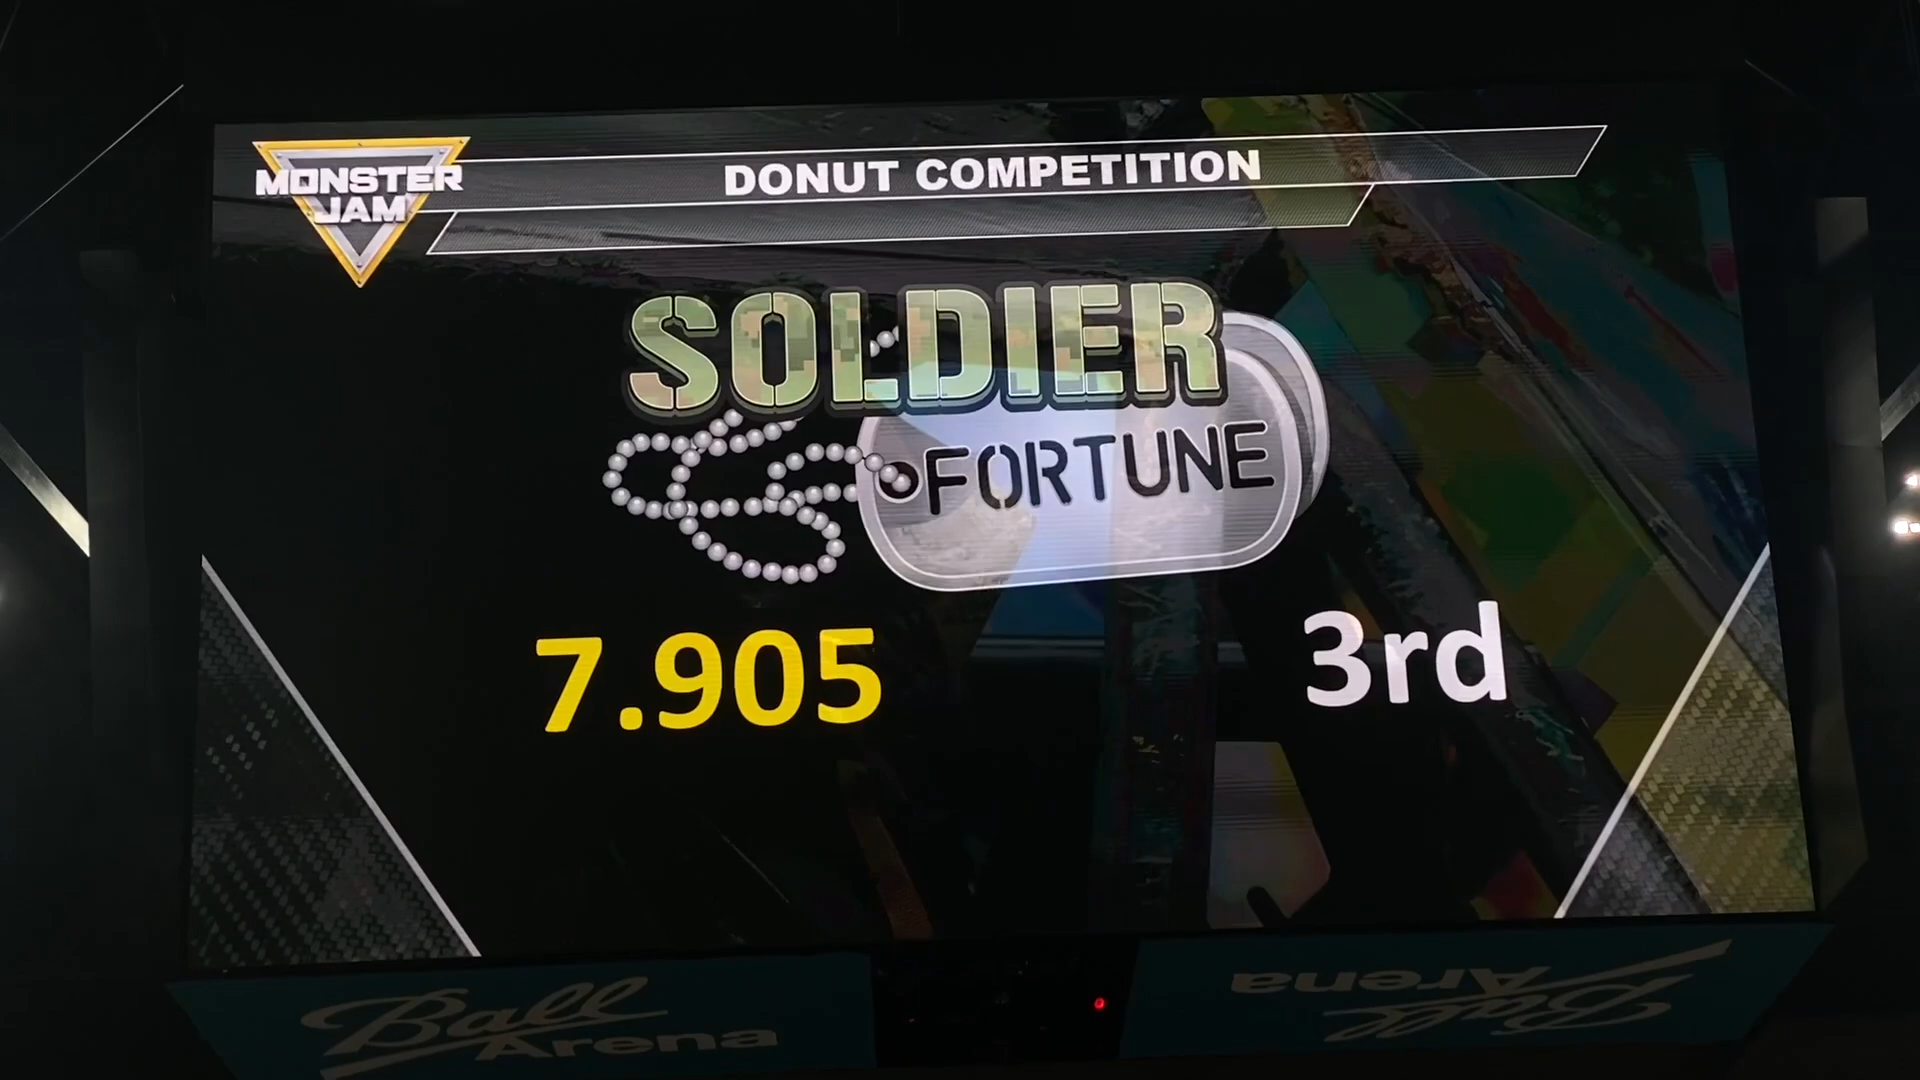 MONSTER
JAM
DONUT COMPETITION
SOLDIER
FORTUNE
7.905
3rd
Ball
Arena
Ball
Arena